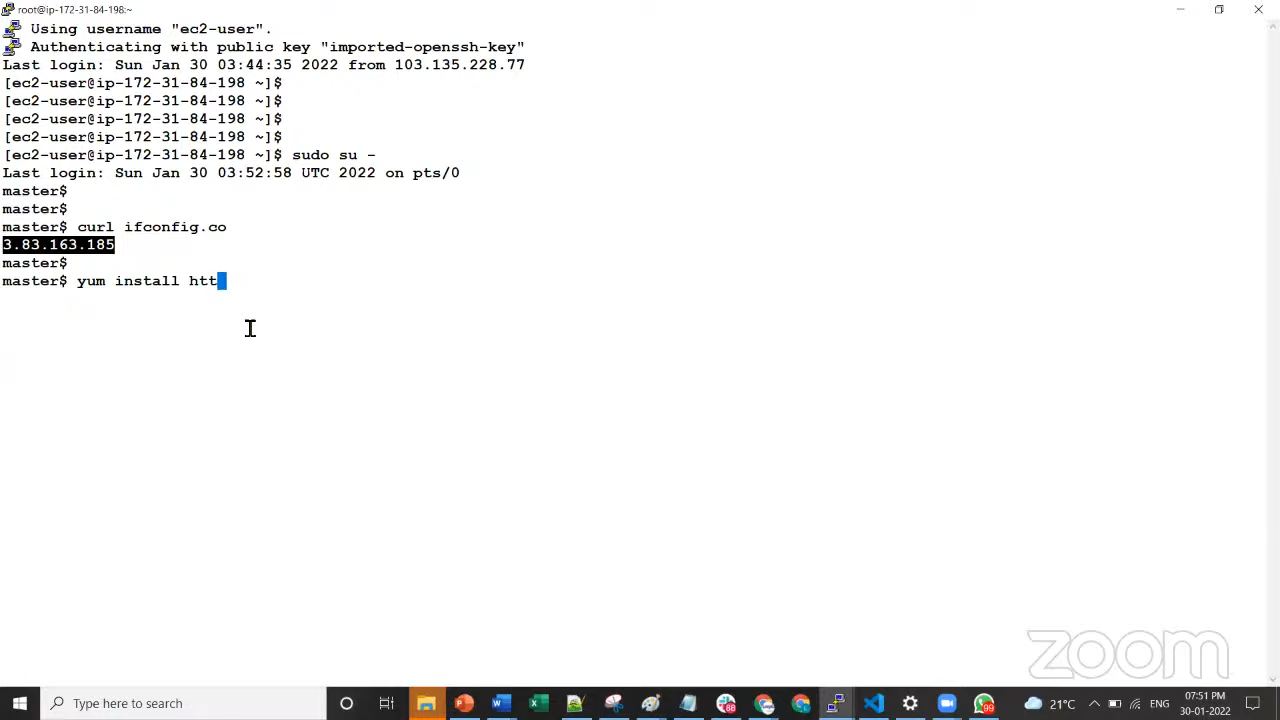 root@ip-172-31-84-198:~
Using username "ec2-user".
Authenticating with public key "imported-openssh-key"
Last login: Sun Jan 30 03:44:35 2022 from 103.135.228.77
[ec2-user@ip-172-31-84-198 ~]$
[ec2-user@ip-172-31-84-198 ~]$
[ec2-user@ip-172-31-84-198 ~]$
[ec2-user@ip-172-31-84-198 ~]$
[ec2-user@ip-172-31-84-198 ~]$ sudo su -
Last login: Sun Jan 30 03:52:58 UTC 2022 on pts/0
master$
master$
master$ curl ifconfig.co
3.83.163.185
master$
master$ yum install htt
zoom
Type here to search
88
99
21°C
ENG
07:51 PM
30-01-2022